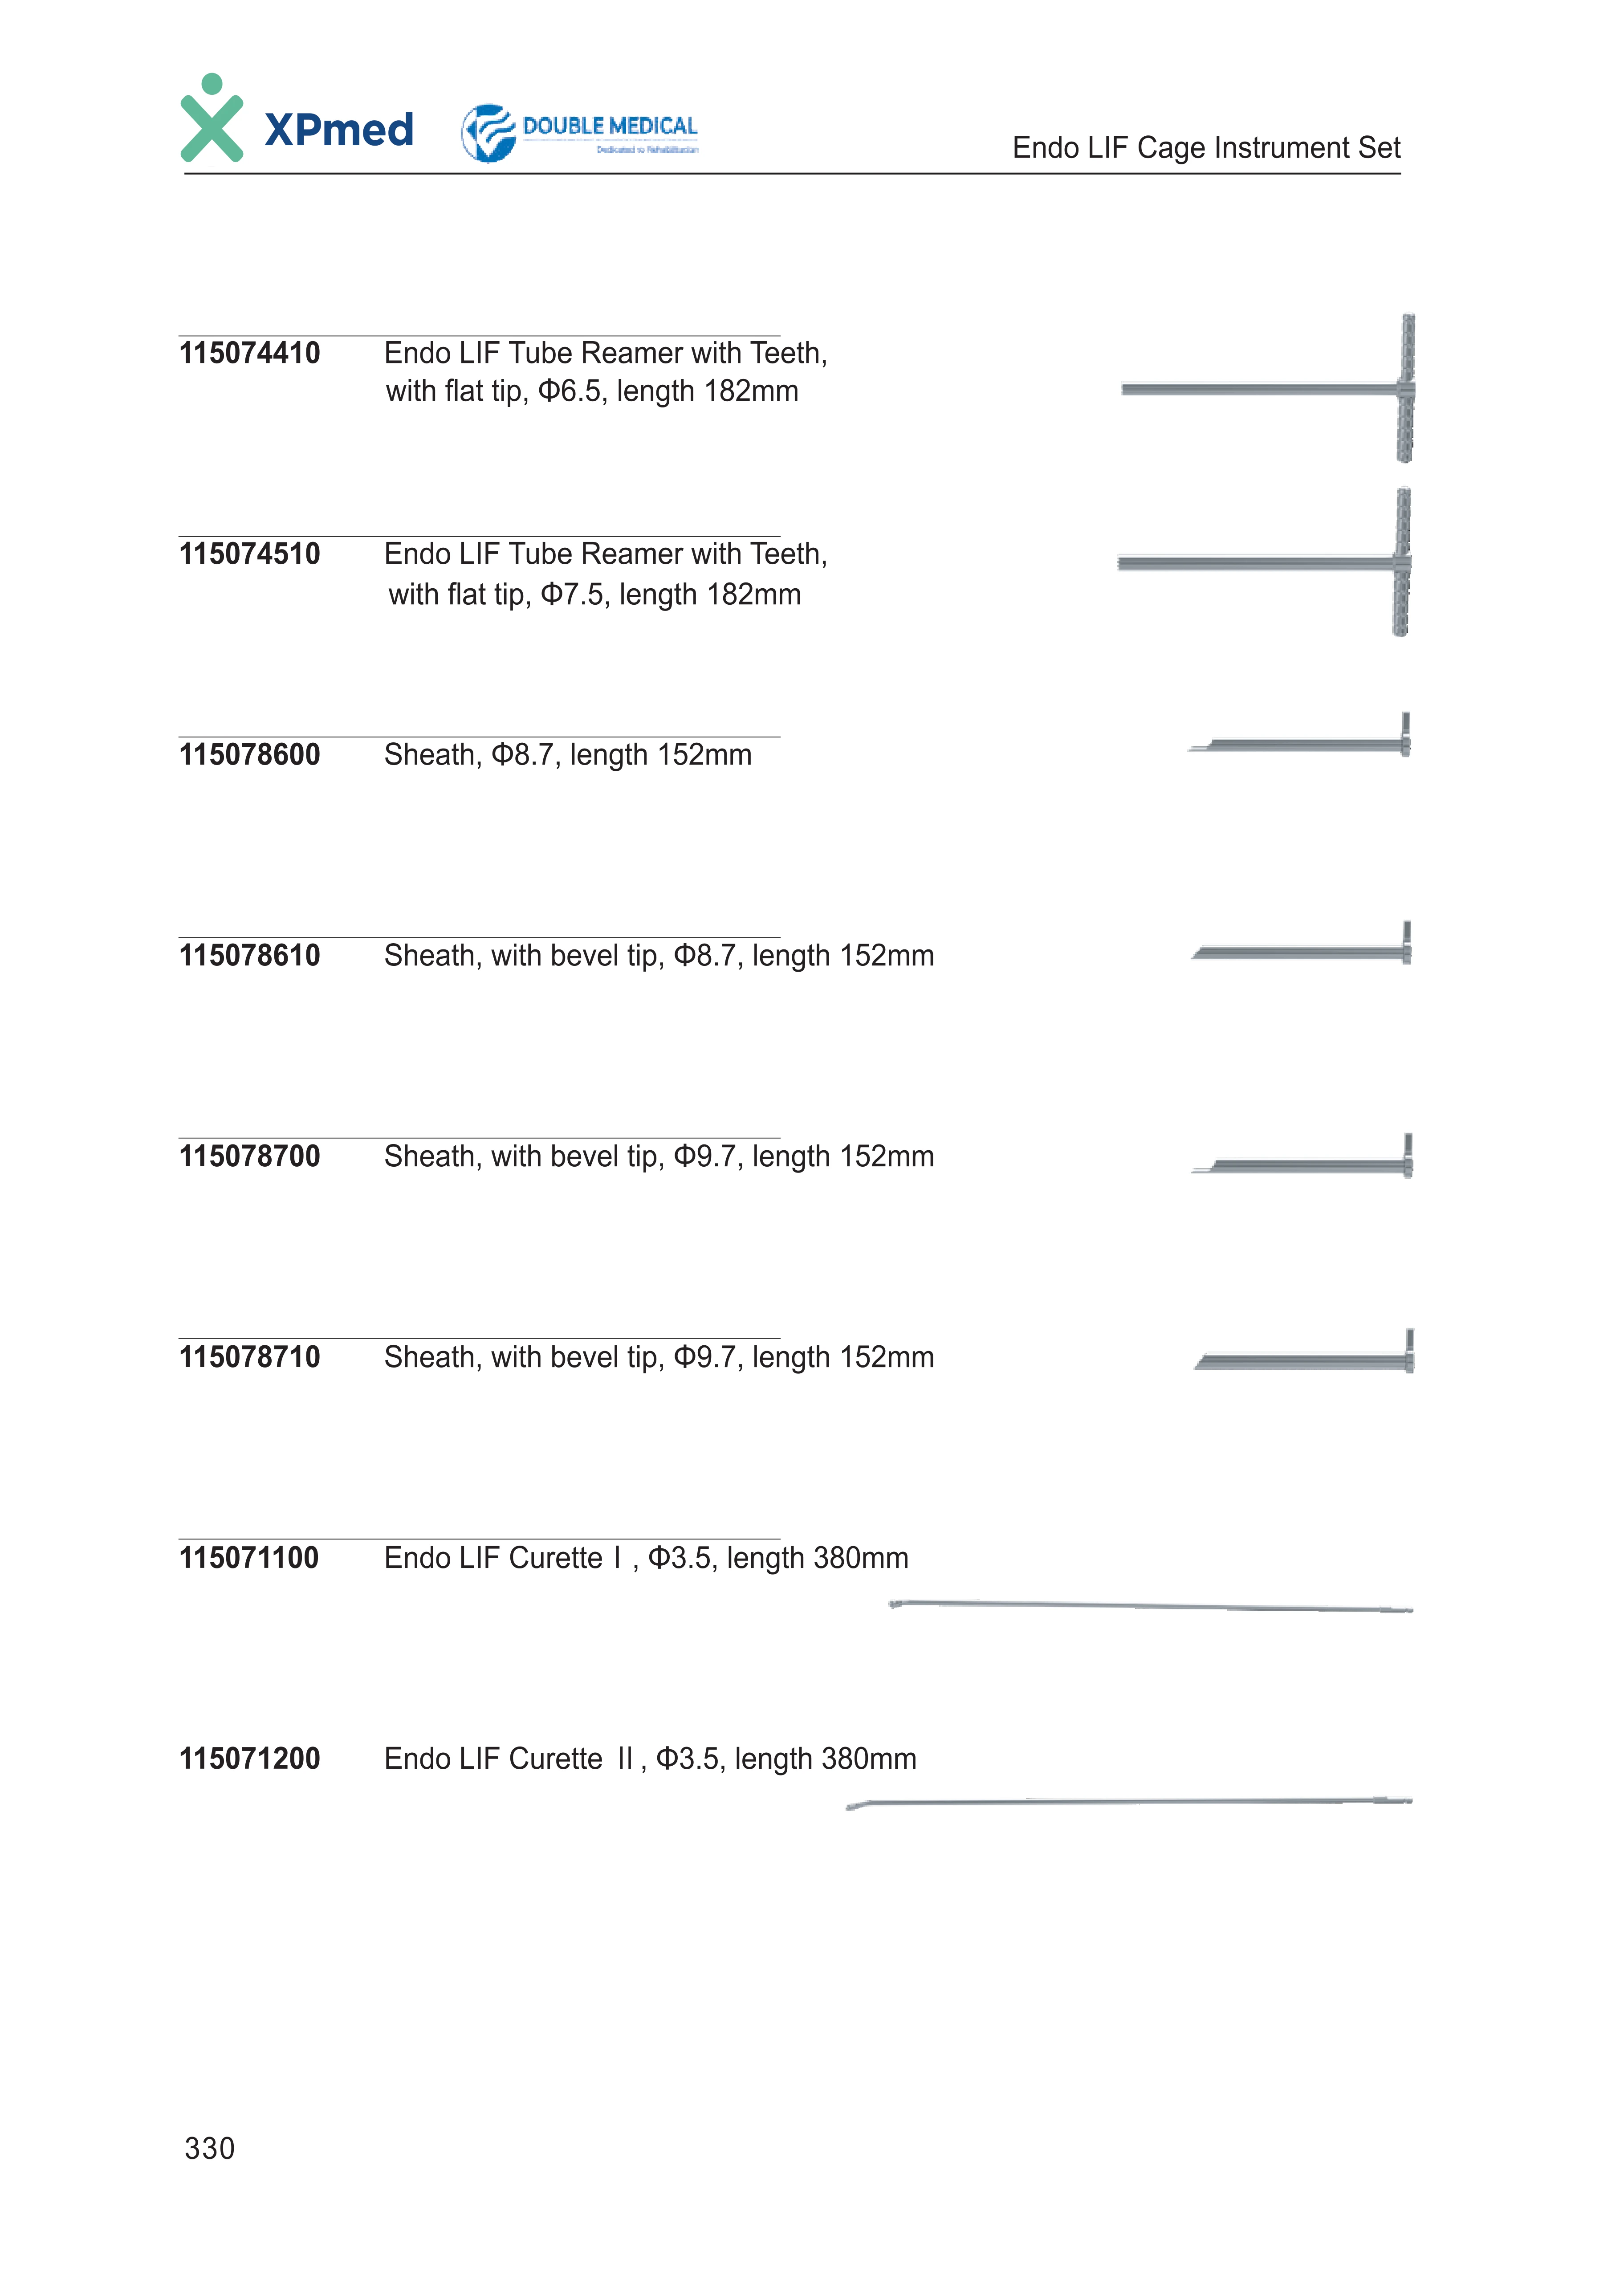 XPmed
DOUBLE MEDICAL
Dedicated to Rehabilitation
Endo LIF Cage Instrument Set
115074410 Endo LIF Tube Reamer with Teeth,
with flat tip, Φ6.5, length 182mm
115074510 Endo LIF Tube Reamer with Teeth,
with flat tip, Φ7.5, length 182mm
115078600 Sheath, Φ8.7, length 152mm
115078610 Sheath, with bevel tip, Φ8.7, length 152mm
115078700 Sheath, with bevel tip, Φ9.7, length 152mm
115078710 Sheath, with bevel tip, Φ9.7, length 152mm
115071100 Endo LIF Curette Ⅰ, Φ3.5, length 380mm
115071200 Endo LIF Curette Ⅱ, Φ3.5, length 380mm
330